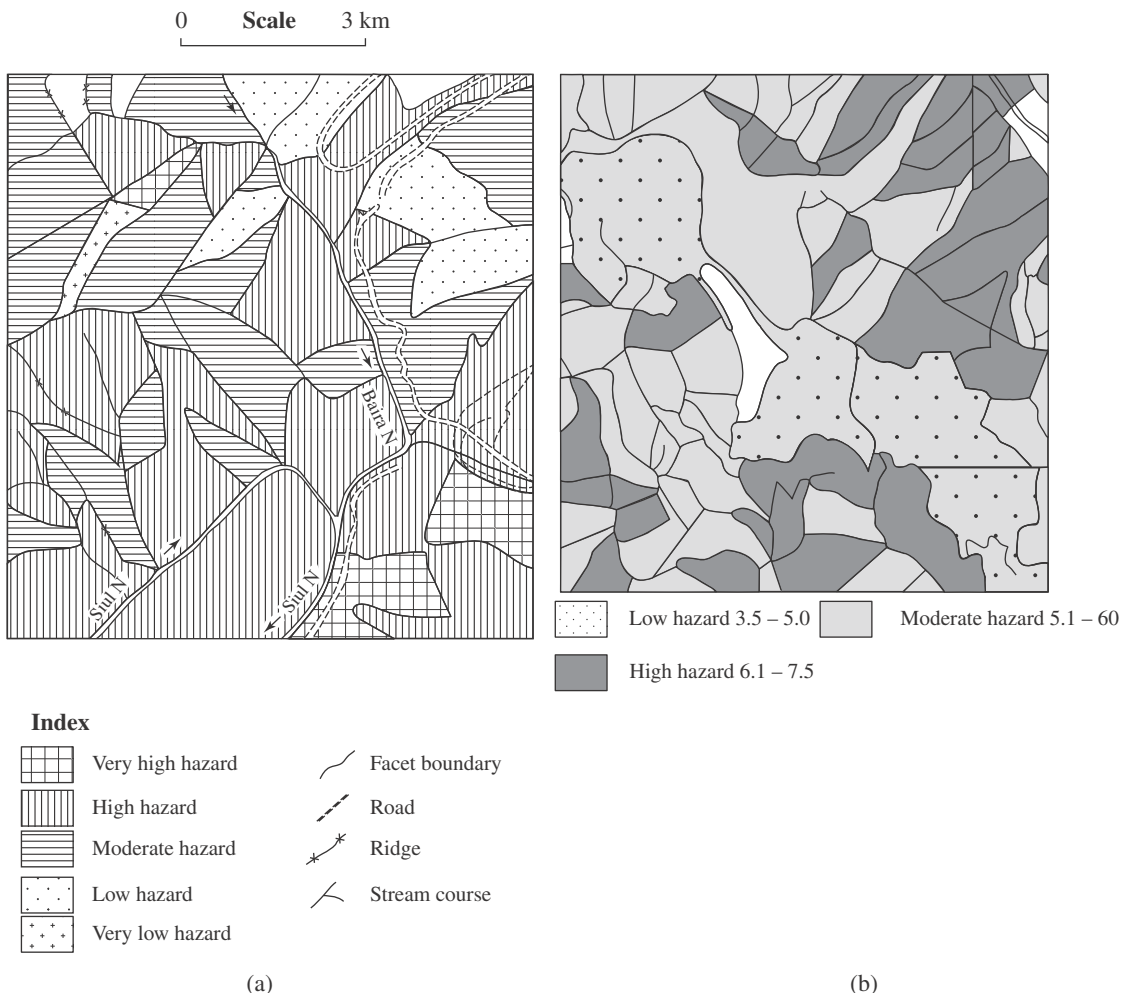 0 Scale 3 km
Baira N
Siul N
Siul N
Low hazard 3.5 – 5.0
Moderate hazard 5.1 – 60
High hazard 6.1 – 7.5
Index
Very high hazard
High hazard
Moderate hazard
Low hazard
Very low hazard
Facet boundary
Road
Ridge
Stream course
(a)
(b)